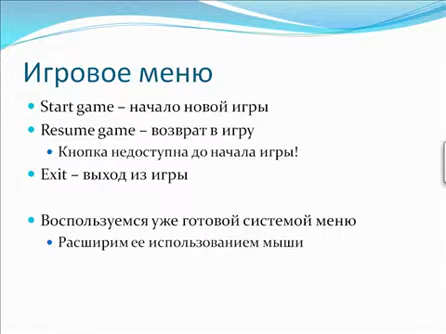 Игровое меню
Start game – начало новой игры
Resume game – возврат в игру
Кнопка недоступна до начала игры!
Exit – выход из игры
Воспользуемся уже готовой системой меню
Расширим ее использованием мыши